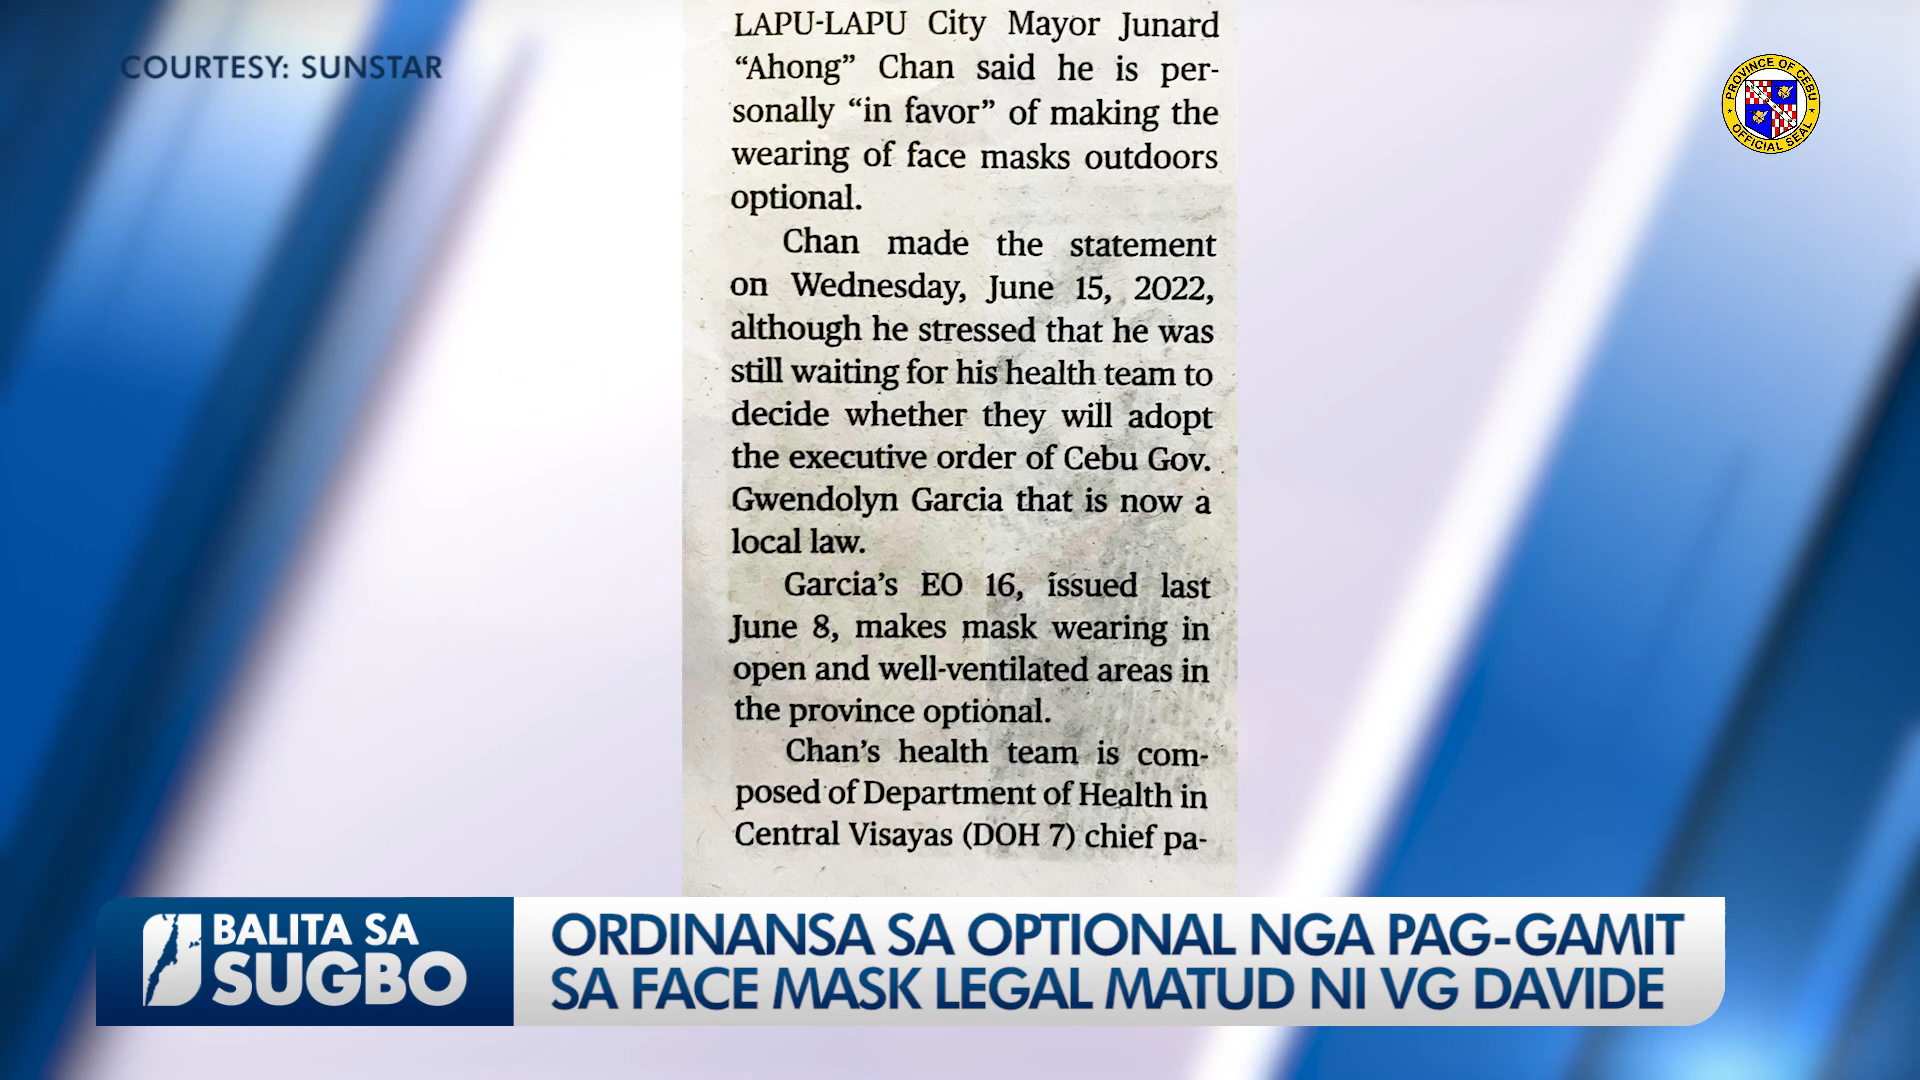 COURTESY: SUNSTAR
PROVINCE OF CEBU
OFFICIAL SEAL
LAPU-LAPU City Mayor Junard
“Ahong” Chan said he is per-
sonally “in favor” of making the
wearing of face masks outdoors
optional.
Chan made the statement
on Wednesday, June 15, 2022,
although he stressed that he was
still waiting for his health team to
decide whether they will adopt
the executive order of Cebu Gov.
Gwendolyn Garcia that is now a
local law.
Garcia’s EO 16, issued last
June 8, makes mask wearing in
open and well-ventilated areas in
the province optional.
Chan’s health team is com-
posed of Department of Health in
Central Visayas (DOH 7) chief pa-
BALITA SA
SUGBO
ORDINANSA SA OPTIONAL NGA PAG-GAMIT
SA FACE MASK LEGAL MATUD NI VG DAVIDE